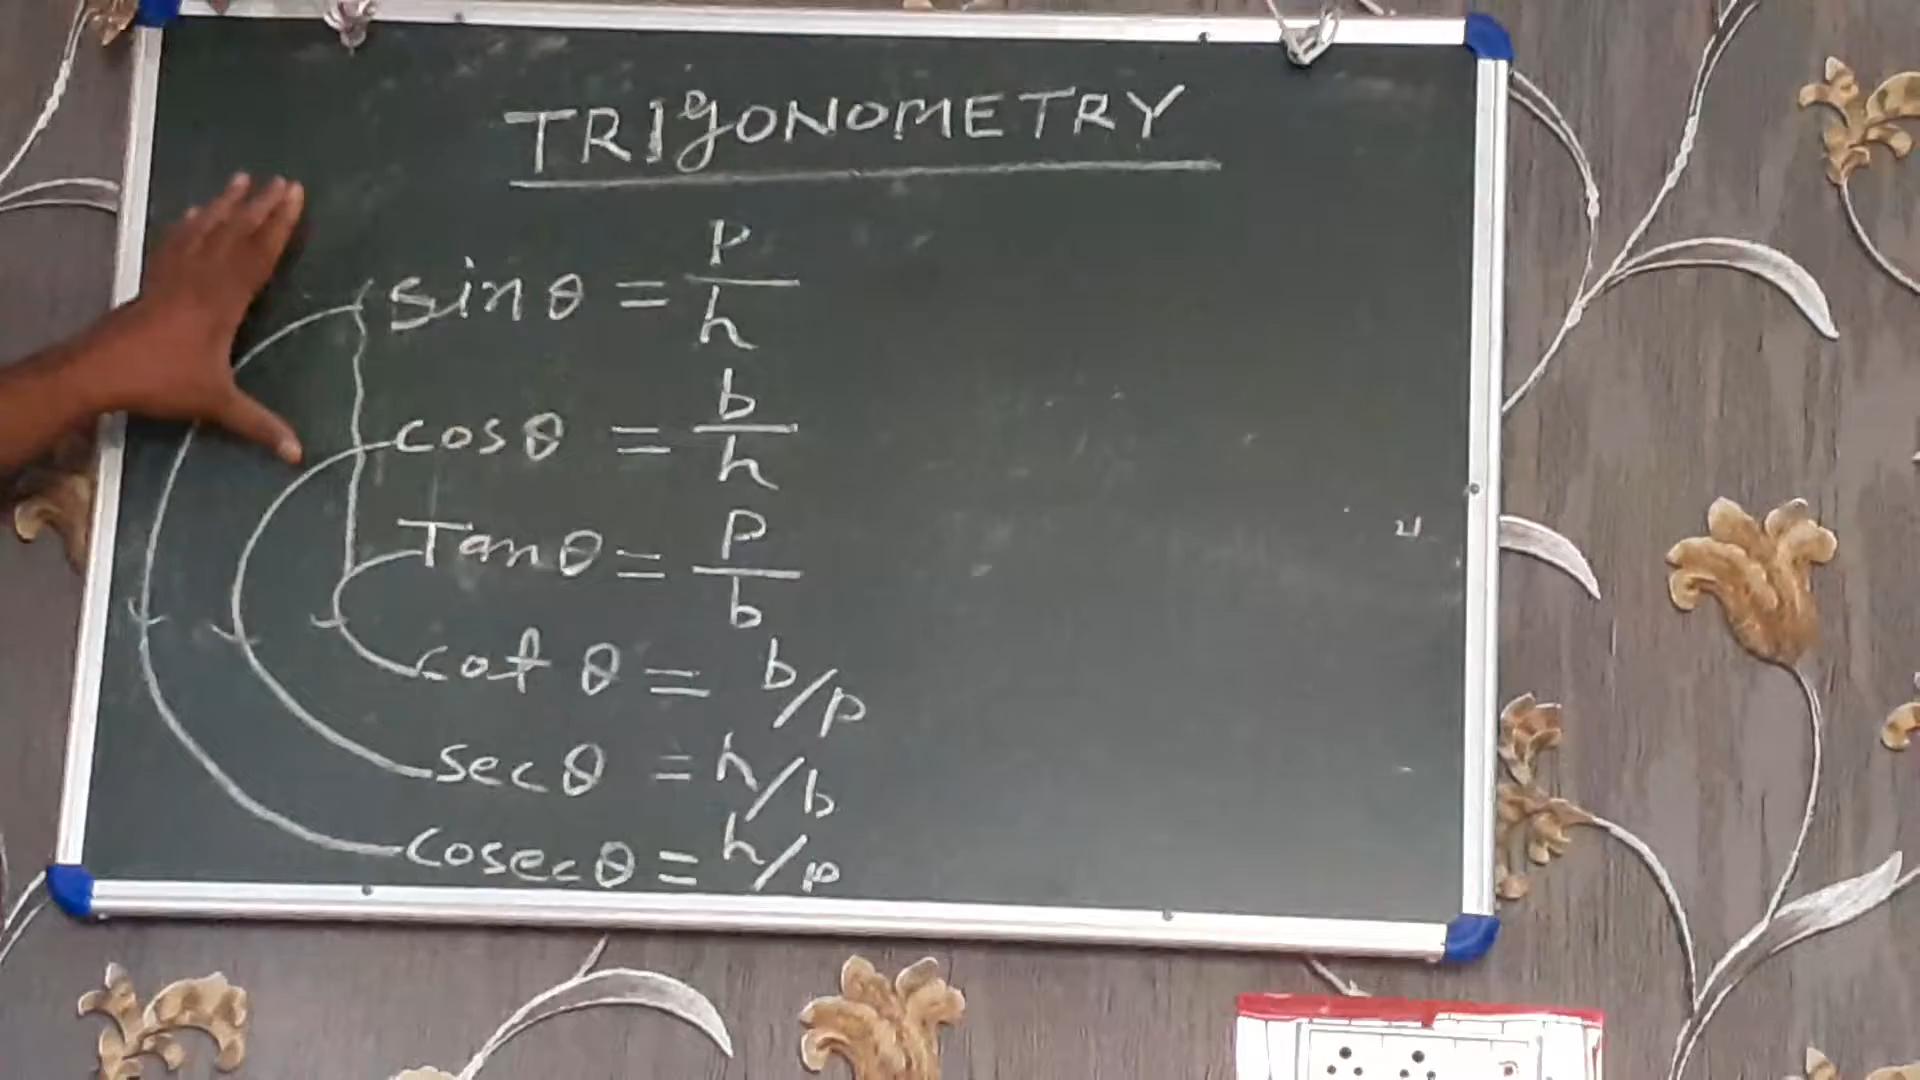 TRIgONOMETRY
sinθ = p/h
cosθ = b/h
Tanθ = p/b
cot θ = b/p
secθ = h/b
cosecθ = h/p